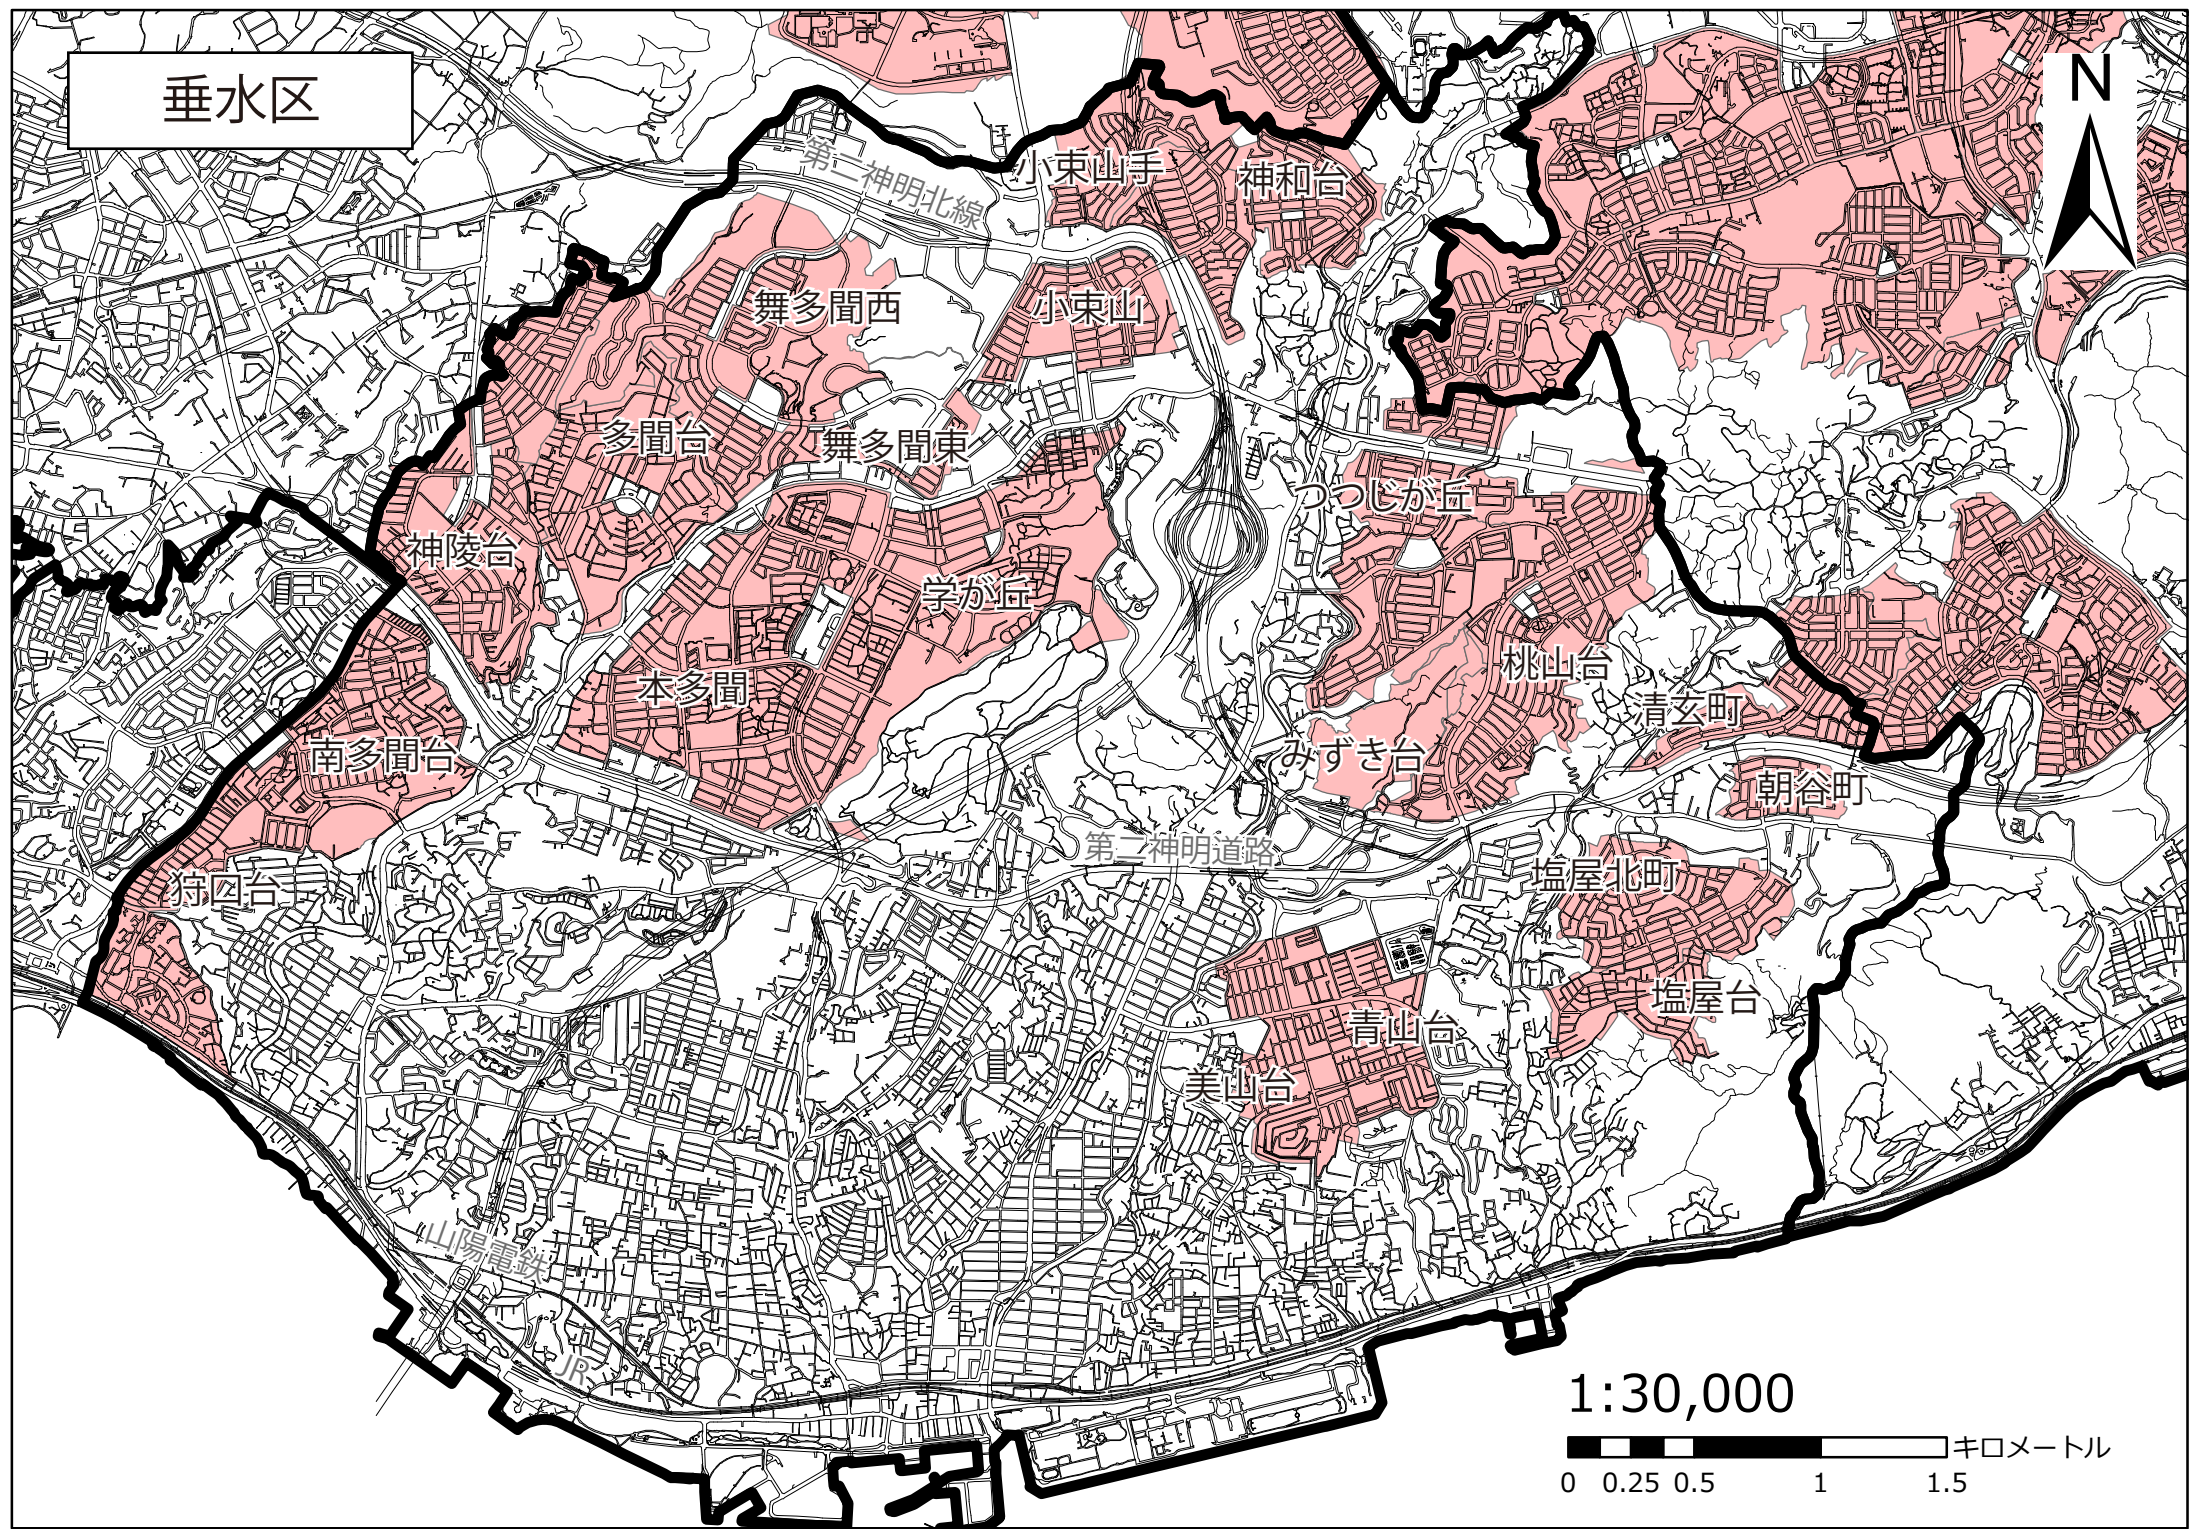 垂水区
N
第二神明北線
小束山手
神和台
舞多聞西
小束山
多聞台
舞多聞東
つつじが丘
神陵台
学が丘
本多聞
桃山台
清玄町
南多聞台
みずき台
朝谷町
第二神明道路
塩屋北町
狩口台
塩屋台
青山台
美山台
山陽電鉄
JR
1:30,000
キロメートル
0 0.25 0.5 1 1.5